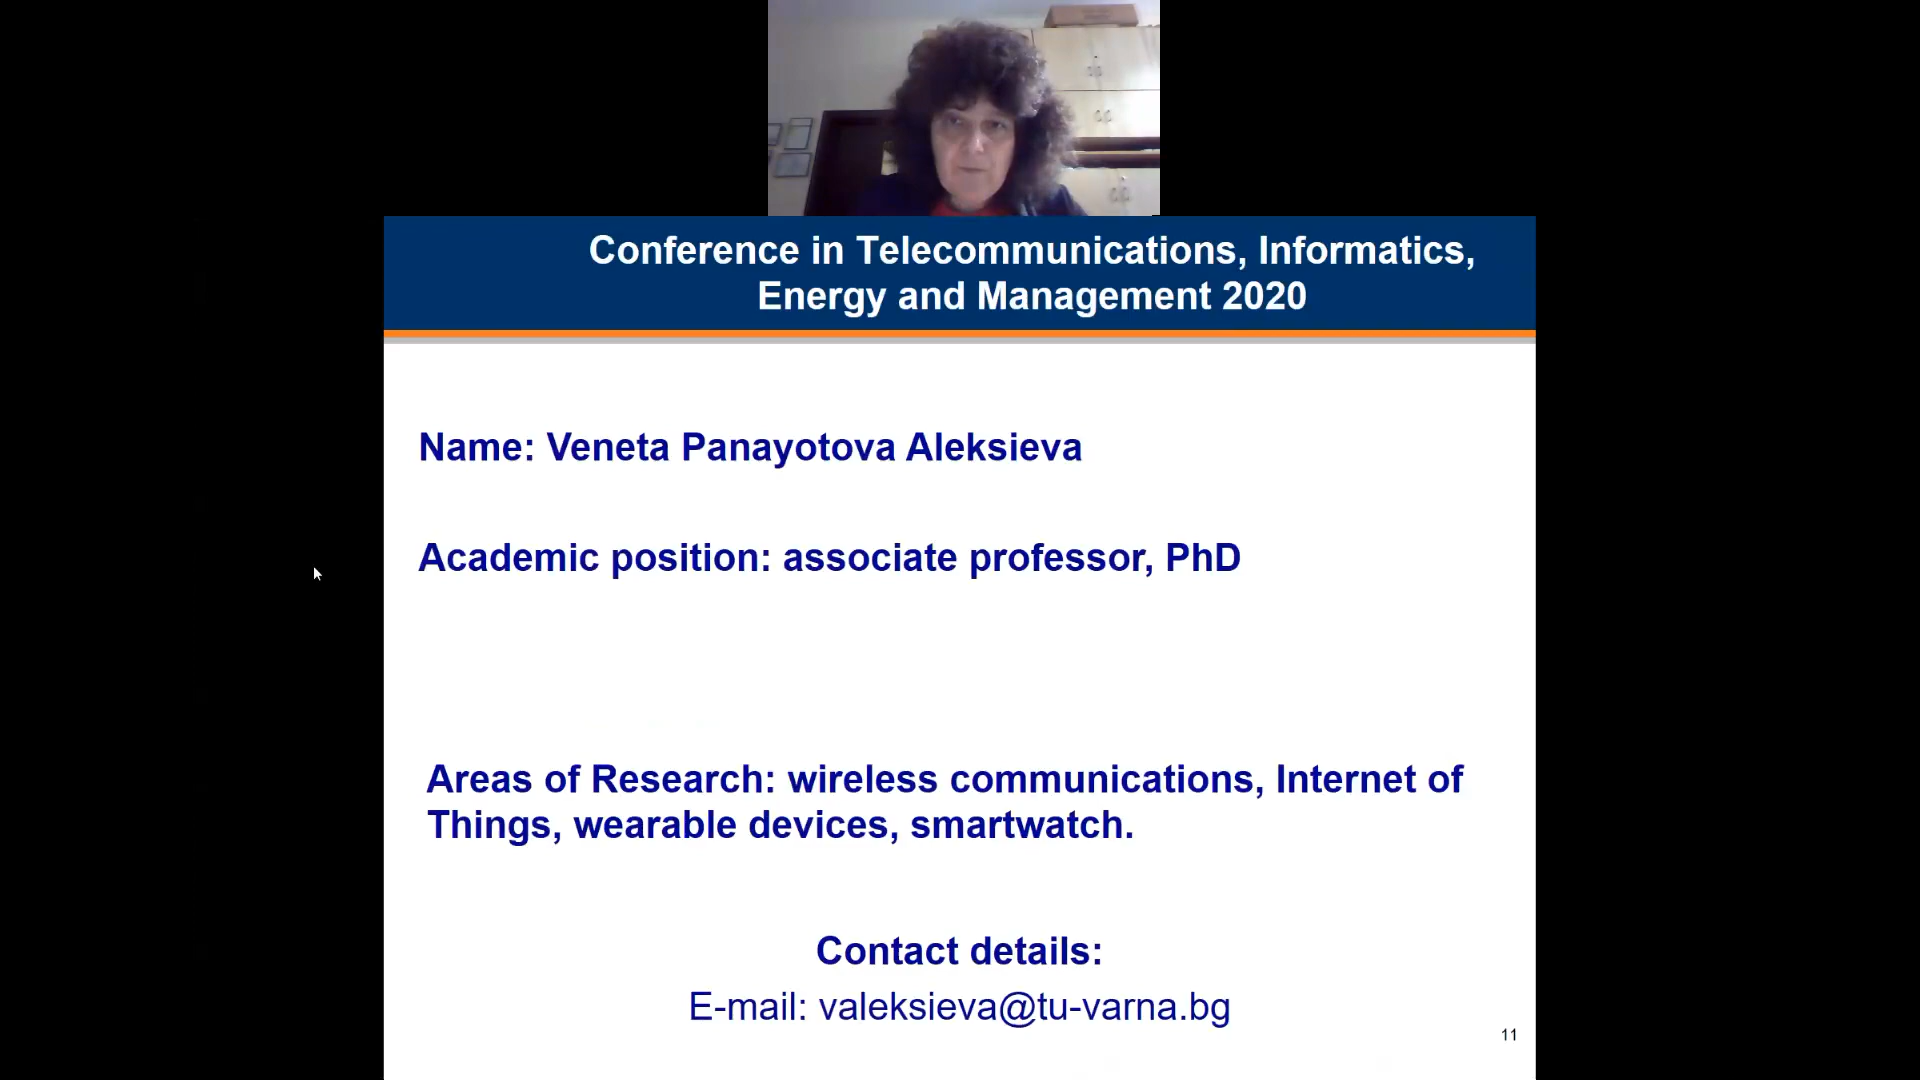 Conference in Telecommunications, Informatics,
Energy and Management 2020
Name: Veneta Panayotova Aleksieva
Academic position: associate professor, PhD
Areas of Research: wireless communications, Internet of
Things, wearable devices, smartwatch.
Contact details:
E-mail: valeksieva@tu-varna.bg
11